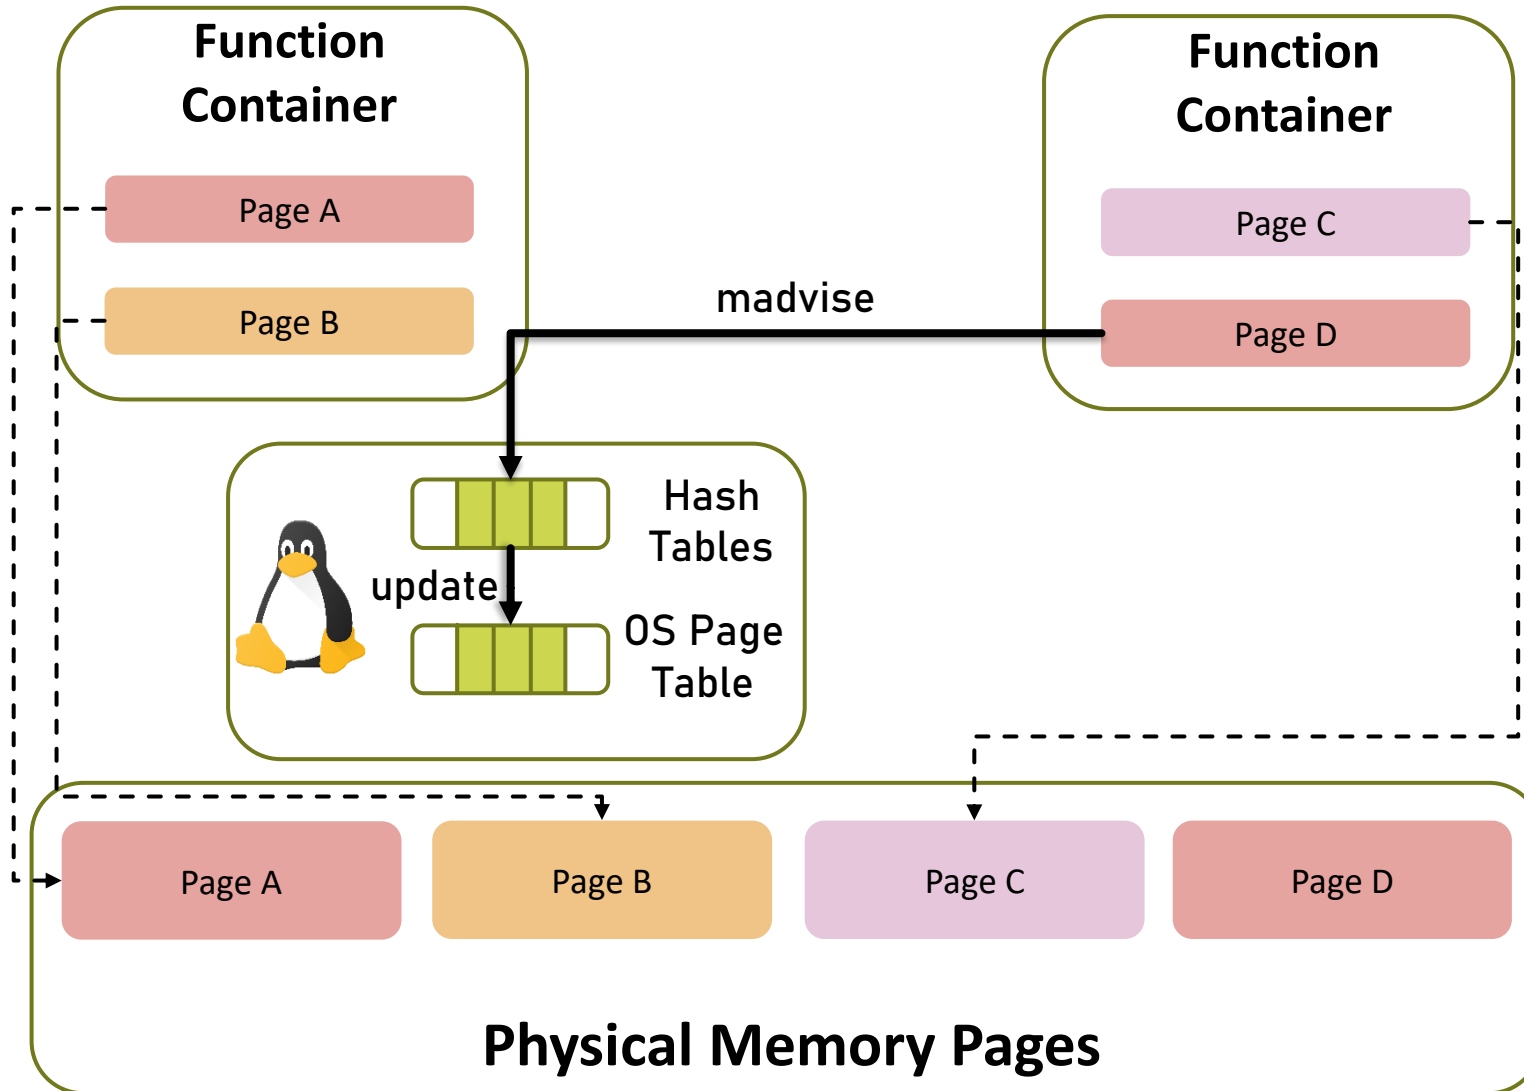 Function
Container
Page A
Page B
Function
Container
Page C
Page D
madvise
Hash
Tables
update
OS Page
Table
Page A
Page B
Page C
Page D
Physical Memory Pages